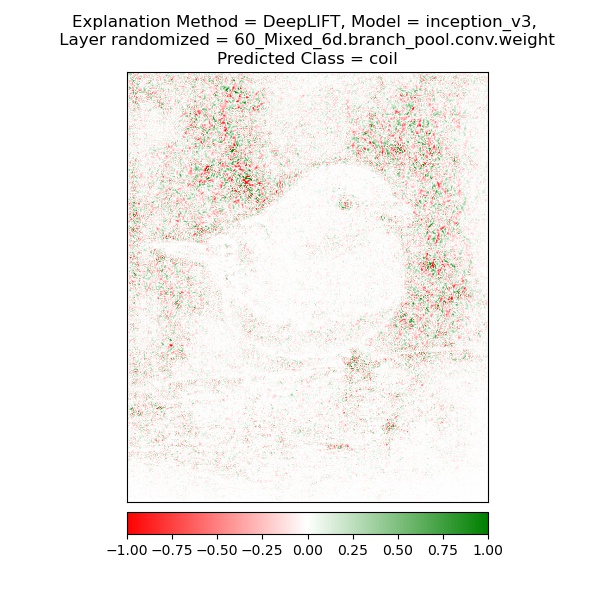 Explanation Method = DeepLIFT, Model = inception_v3,
Layer randomized = 60_Mixed_6d.branch_pool.conv.weight
Predicted Class = coil
−1.00 −0.75 −0.50 −0.25 0.00 0.25 0.50 0.75 1.00